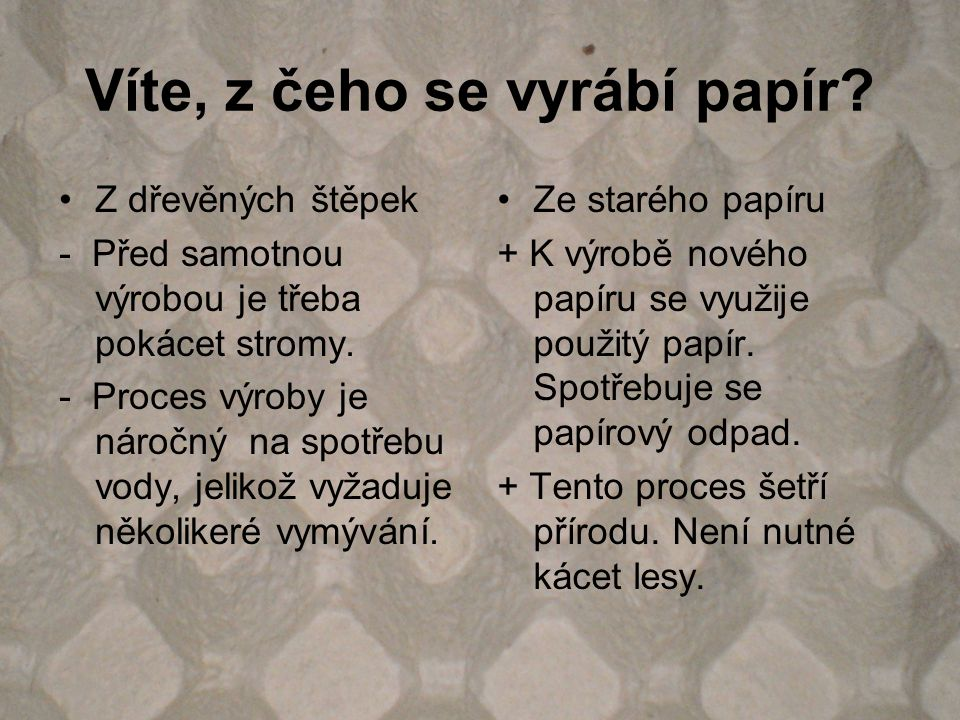 Víte, z čeho se vyrábí papír?
• Z dřevěných štěpek
- Před samotnou
výrobou je třeba
pokácet stromy.
- Proces výroby je
náročný na spotřebu
vody, jelikož vyžaduje
několikeré vymývání.
• Ze starého papíru
+ K výrobě nového
papíru se využije
použitý papír.
Spotřebuje se
papírový odpad.
+ Tento proces šetří
přírodu. Není nutné
kácet lesy.